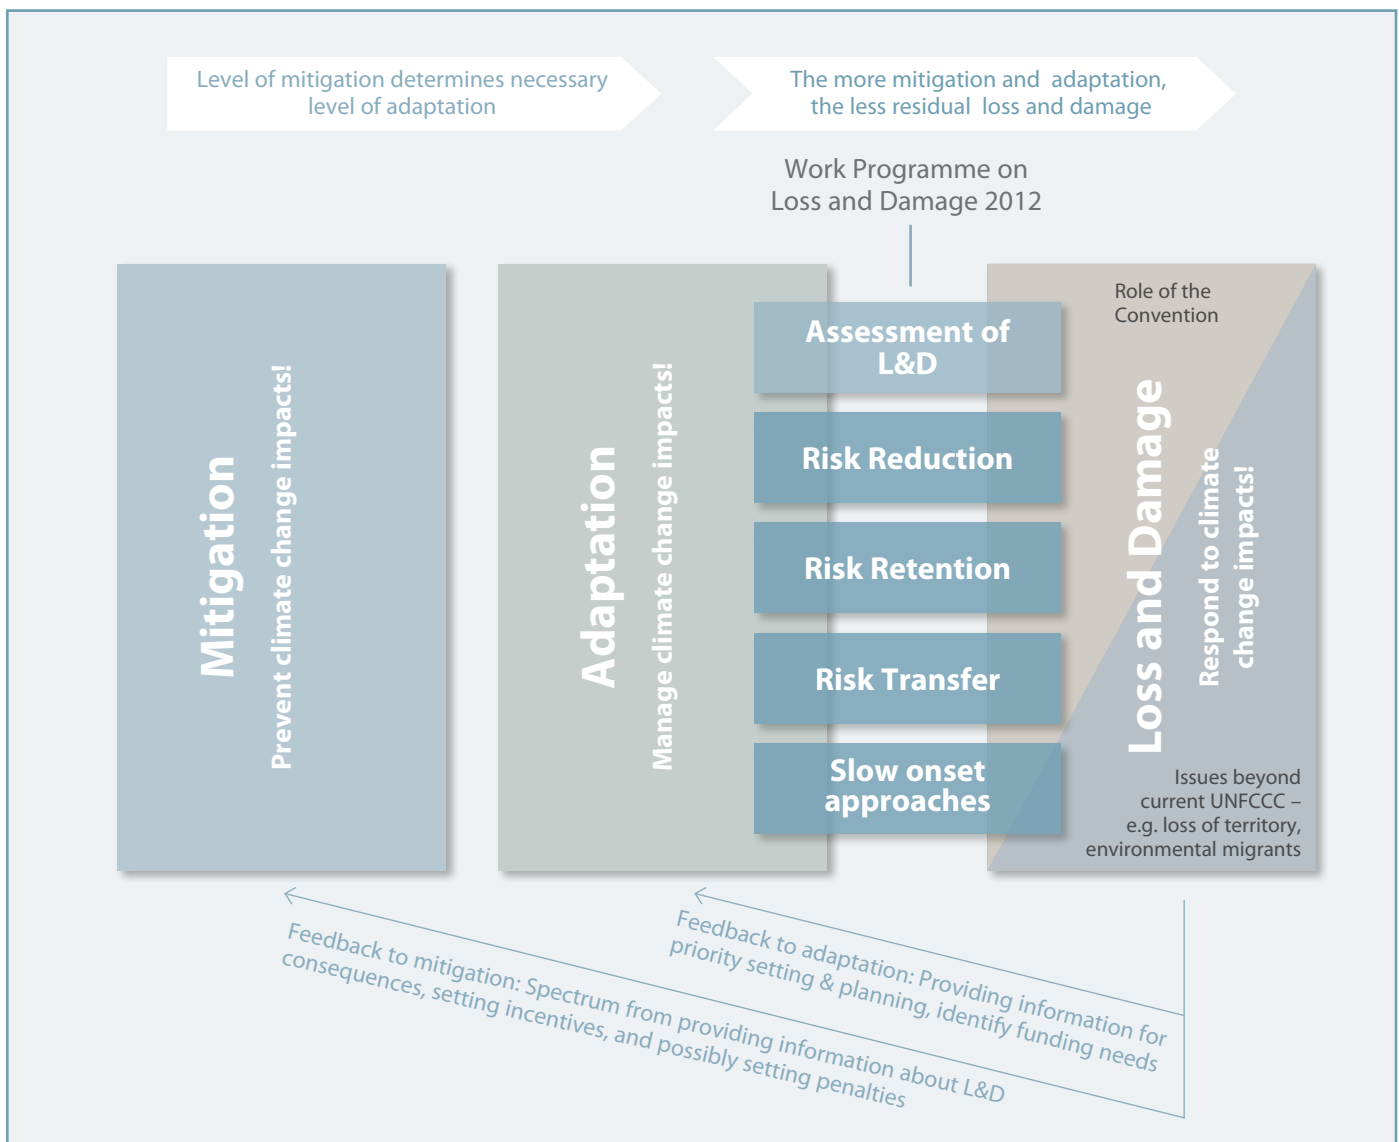 Level of mitigation determines necessary
level of adaptation
The more mitigation and adaptation,
the less residual loss and damage
Work Programme on
Loss and Damage 2012
Mitigation
Prevent climate change impacts!
Adaptation
Manage climate change impacts!
Assessment of
L&D
Risk Reduction
Risk Retention
Risk Transfer
Slow onset
approaches
Role of the
Convention
Loss and Damage
Respond to climate
change impacts!
Issues beyond
current UNFCCC –
e.g. loss of territory,
environmental migrants
Feedback to adaptation: Providing information for
priority setting & planning, identify funding needs
Feedback to mitigation: Spectrum from providing information about L&D
consequences, setting incentives, and possibly setting penalties